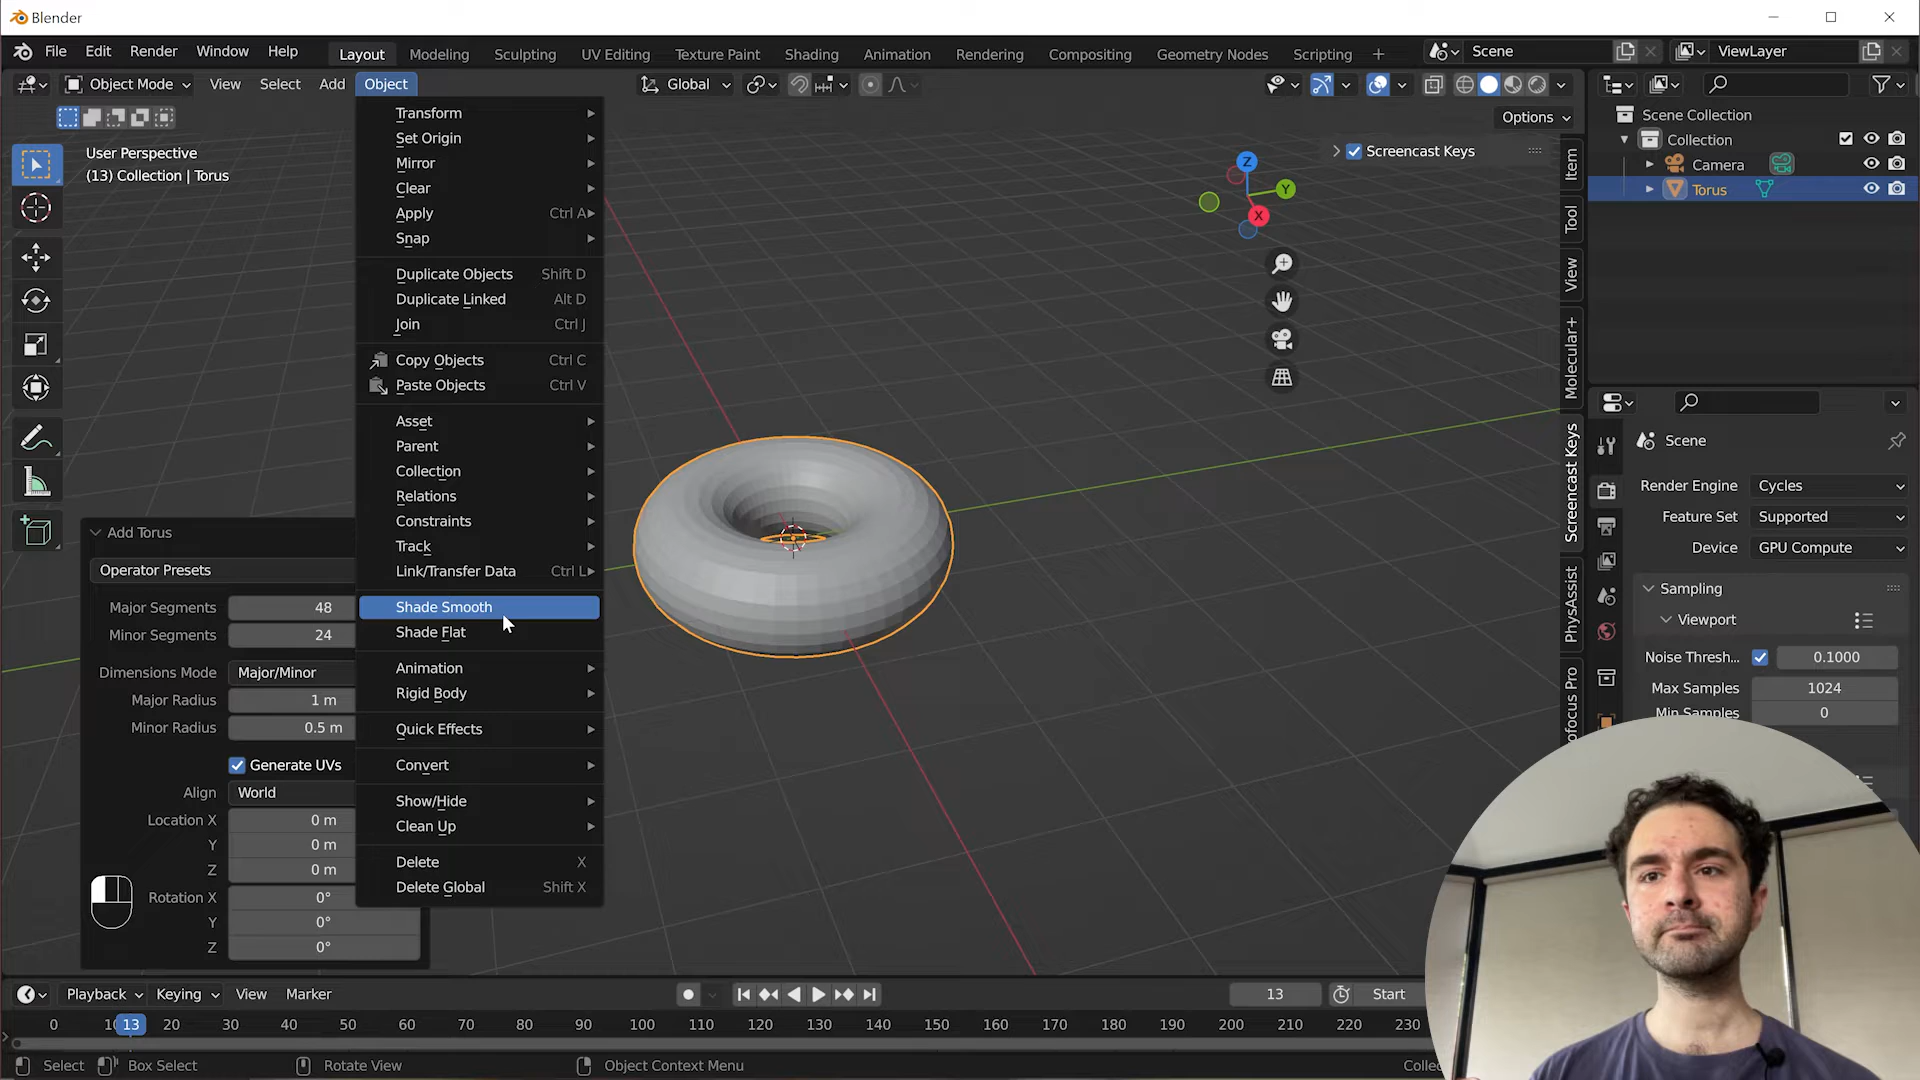 Blender
File Edit Render Window Help Layout Modeling Sculpting UV Editing Texture Paint Shading Animation Rendering Compositing Geometry Nodes Scripting + Scene ViewLayer
Object Mode View Select Add Object Global
Options
User Perspective
(13) Collection | Torus
Transform
Set Origin
Mirror
Clear
Apply Ctrl A
Snap
Duplicate Objects Shift D
Duplicate Linked Alt D
Join Ctrl J
Copy Objects Ctrl C
Paste Objects Ctrl V
Asset
Parent
Collection
Relations
Constraints
Track
Link/Transfer Data Ctrl L
Shade Smooth
Shade Flat
Animation
Rigid Body
Quick Effects
Convert
Show/Hide
Clean Up
Delete X
Delete Global Shift X
Add Torus
Operator Presets
Major Segments 48
Minor Segments 24
Dimensions Mode Major/Minor
Major Radius 1 m
Minor Radius 0.5 m
Generate UVs
Align World
Location X 0 m
Y 0 m
Z 0 m
Rotation X 0°
Y 0°
Z 0°
Screencast Keys
Z
Y
X
Item
Tool
View
Molecular+
Screencast Keys
PhysAssist
ofocus Pro
Scene Collection
Collection
Camera
Torus
Scene
Render Engine Cycles
Feature Set Supported
Device GPU Compute
Sampling
Viewport
Noise Thresh... 0.1000
Max Samples 1024
Min Samples 0
Playback Keying View Marker 13 Start
0 10 13 20 30 40 50 60 70 80 90 100 110 120 130 140 150 160 170 180 190 200 210 220 230
Select Box Select Rotate View Object Context Menu Collec